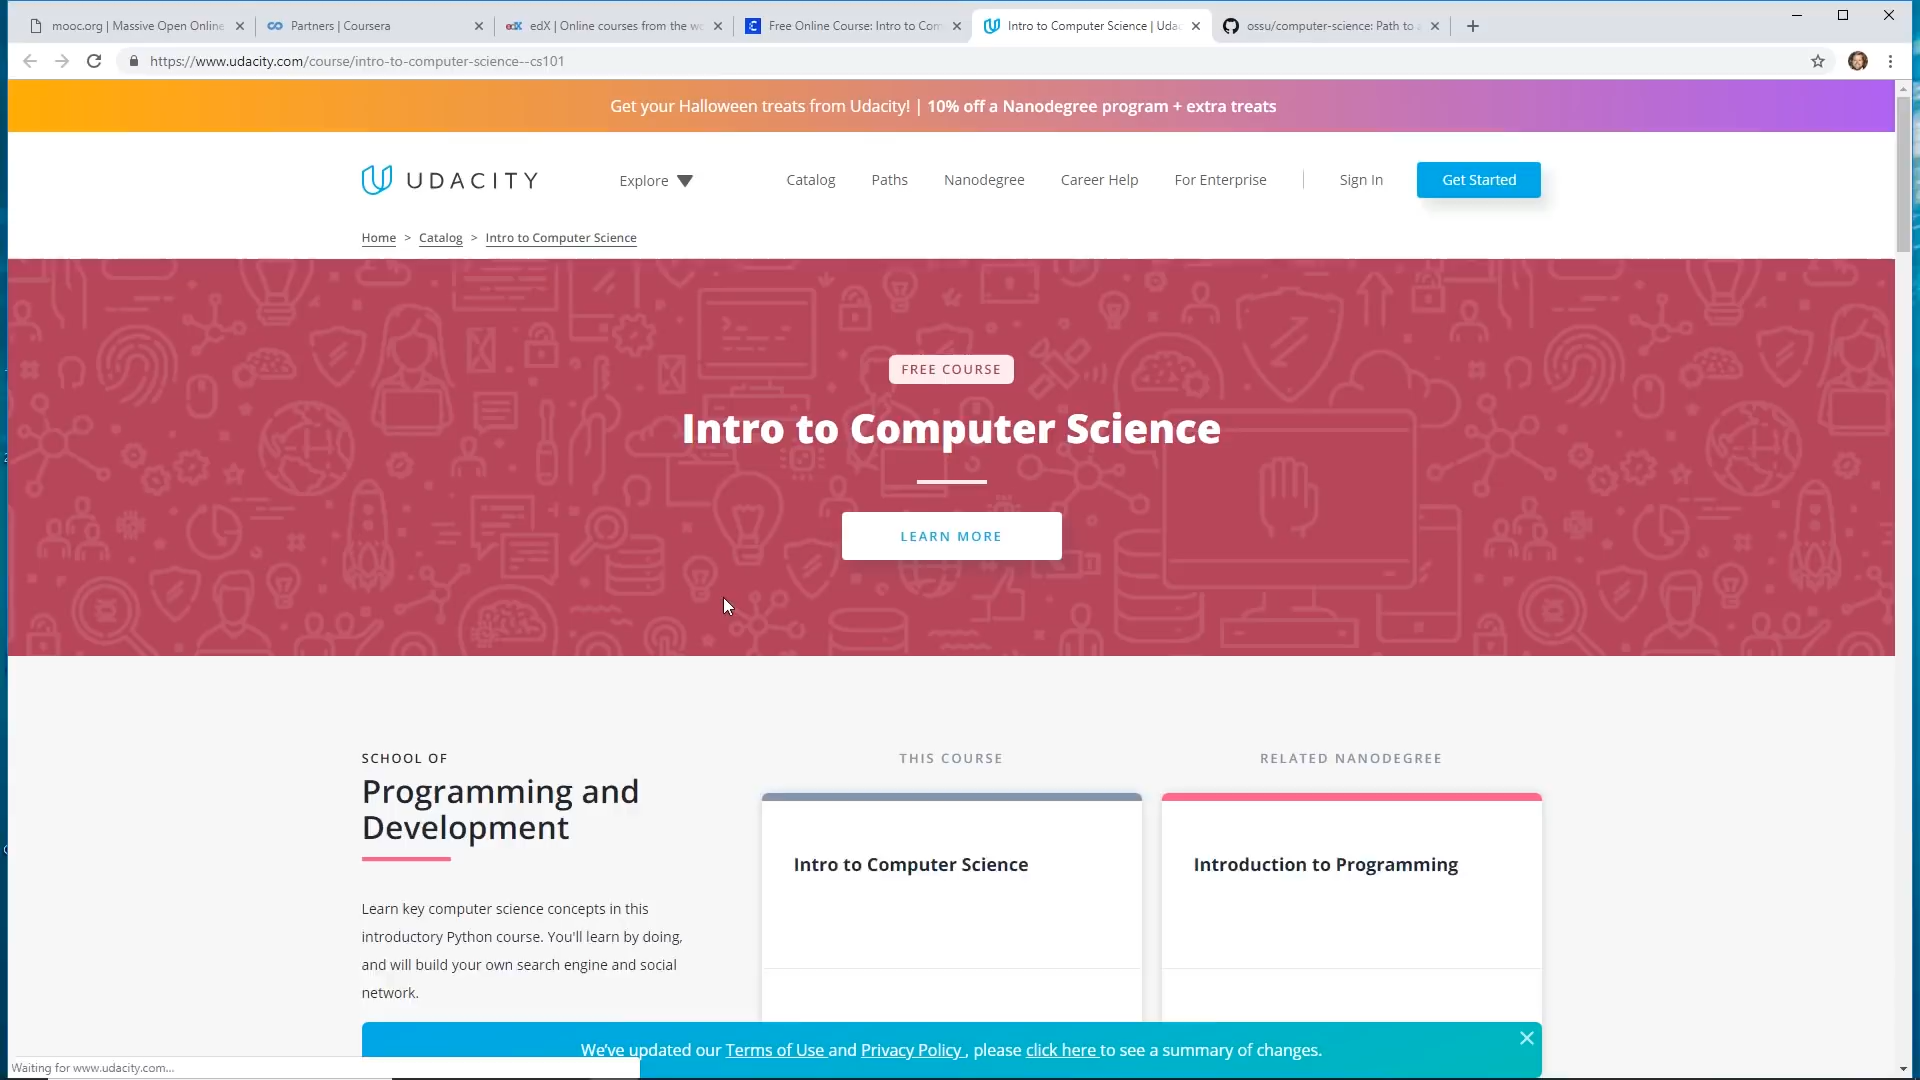 mooc.org | Massive Open Online
Partners | Coursera
edX | Online courses from the wo
Free Online Course: Intro to Com
Intro to Computer Science | Udac
ossu/computer-science: Path to a
https://www.udacity.com/course/intro-to-computer-science--cs101
Get your Halloween treats from Udacity! | 10% off a Nanodegree program + extra treats
UDACITY
Explore
Catalog
Paths
Nanodegree
Career Help
For Enterprise
Sign In
Get Started
Home > Catalog > Intro to Computer Science
FREE COURSE
Intro to Computer Science
LEARN MORE
SCHOOL OF
Programming and
Development
Learn key computer science concepts in this
introductory Python course. You'll learn by doing,
and will build your own search engine and social
network.
THIS COURSE
Intro to Computer Science
RELATED NANODEGREE
Introduction to Programming
We've updated our Terms of Use and Privacy Policy , please click here to see a summary of changes.
Waiting for www.udacity.com...